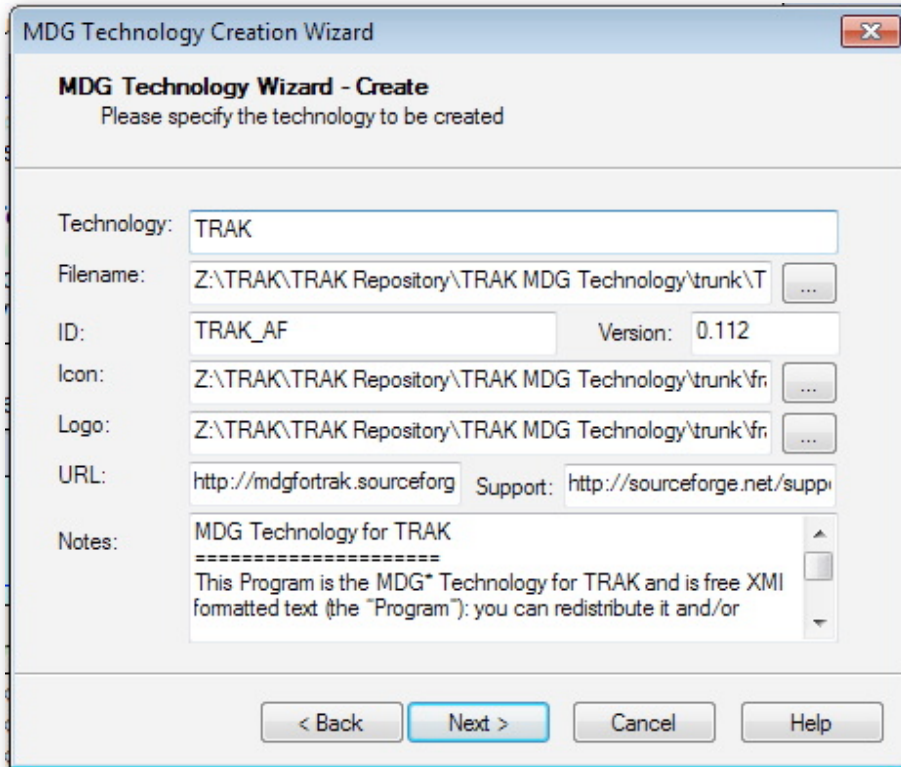 MDG Technology Creation Wizard
MDG Technology Wizard - Create
Please specify the technology to be created
Technology: TRAK
Filename: Z:\TRAK\TRAK Repository\TRAK MDG Technology\trunk\T ...
ID: TRAK_AF Version: 0.112
Icon: Z:\TRAK\TRAK Repository\TRAK MDG Technology\trunk\fr ...
Logo: Z:\TRAK\TRAK Repository\TRAK MDG Technology\trunk\fr ...
URL: http://mdgfortrak.sourceforg Support: http://sourceforge.net/supp
Notes: MDG Technology for TRAK
=====================
This Program is the MDG* Technology for TRAK and is free XMI
formatted text (the "Program"): you can redistribute it and/or
< Back Next > Cancel Help